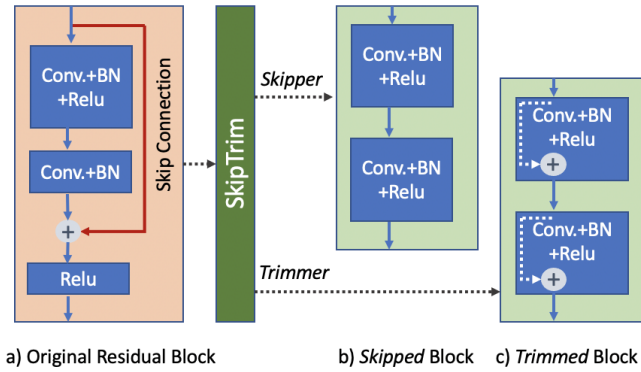 Conv.+BN
+Relu
Conv.+BN
+
Relu
Skip Connection
SkipTrim
Skipper
Trimmer
Conv.+BN
+Relu
Conv.+BN
+Relu
Conv.+BN
+Relu
+
Conv.+BN
+Relu
+
a) Original Residual Block
b) Skipped Block
c) Trimmed Block